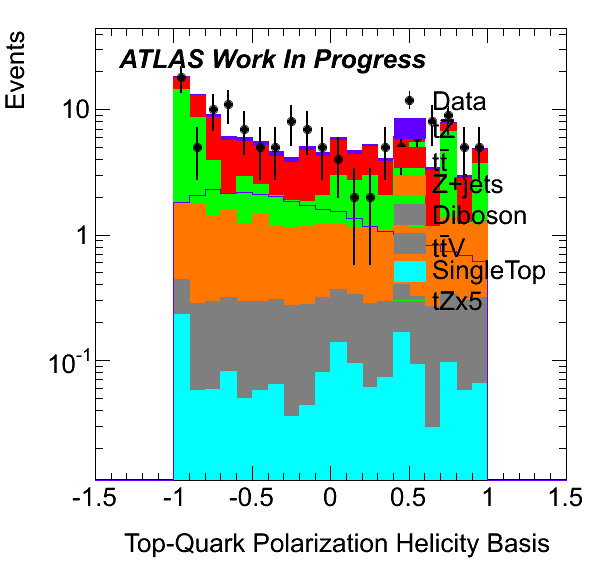 ATLAS Work In Progress
Events
10
1
10-1
Data
tZ
tt̄
Z+jets
Diboson
tt̄V
SingleTop
tZx5
-1.5 -1 -0.5 0 0.5 1 1.5
Top-Quark Polarization Helicity Basis